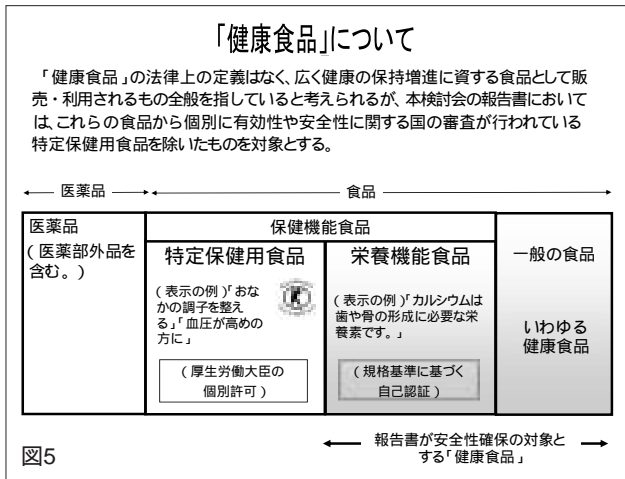 「健康食品」について
「健康食品」の法律上の定義はなく、広く健康の保持増進に資する食品として販
売・利用されるもの全般を指していると考えられるが、本検討会の報告書において
は、これらの食品から個別に有効性や安全性に関する国の審査が行われている
特定保健用食品を除いたものを対象とする。
医薬品
食品
医薬品
(医薬部外品を
含む。)
保健機能食品
特定保健用食品
(表示の例)「おな
かの調子を整え
る」「血圧が高めの
方に」
(厚生労働大臣の
個別許可)
栄養機能食品
(表示の例)「カルシウムは
歯や骨の形成に必要な栄
養素です。」
(規格基準に基づく
自己認証)
一般の食品
いわゆる
健康食品
報告書が安全性確保の対象と
する「健康食品」
図5